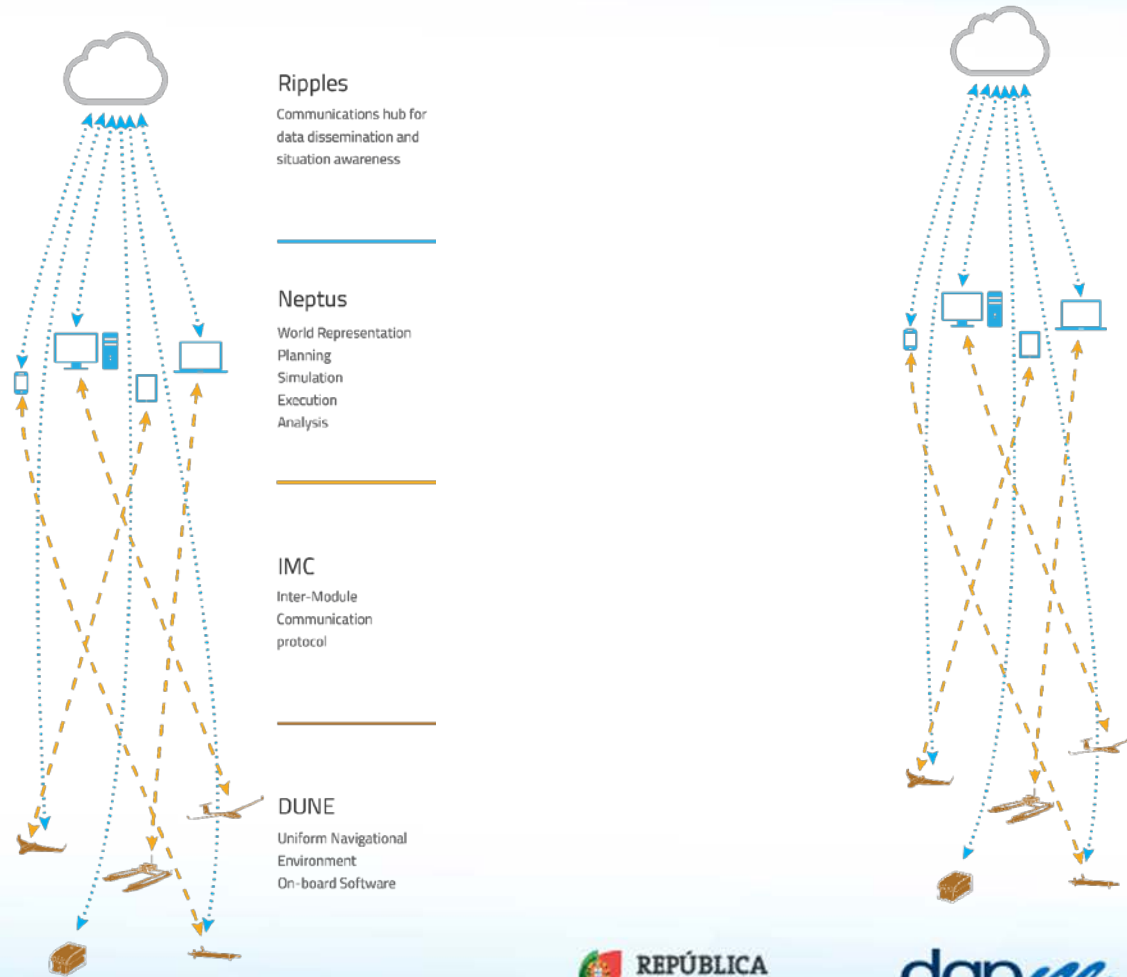 Ripples
Communications hub for
data dissemination and
situation awareness
Neptus
World Representation
Planning
Simulation
Execution
Analysis
IMC
Inter-Module
Communication
protocol
DUNE
Uniform Navigational
Environment
On-board Software
REPÚBLICA